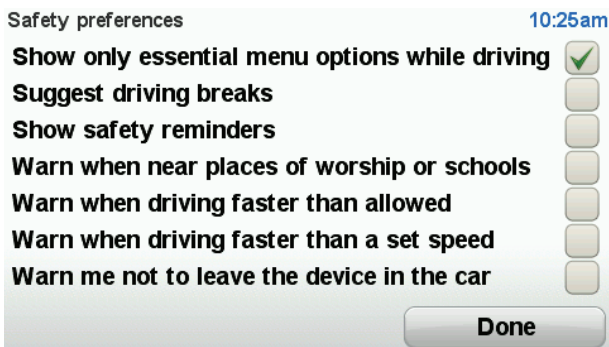 Safety preferences 10:25am
Show only essential menu options while driving
Suggest driving breaks
Show safety reminders
Warn when near places of worship or schools
Warn when driving faster than allowed
Warn when driving faster than a set speed
Warn me not to leave the device in the car
Done